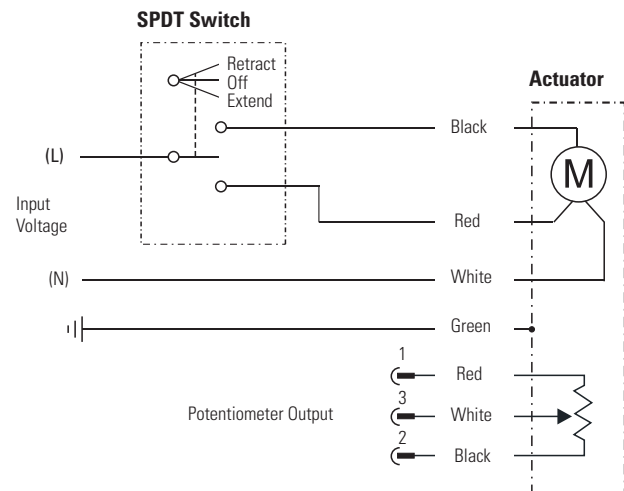 SPDT Switch
Retract
Off
Extend
Actuator
Black
(L)
M
Input
Voltage
Red
(N)
White
Green
1
Red
3
Potentiometer Output
White
2
Black